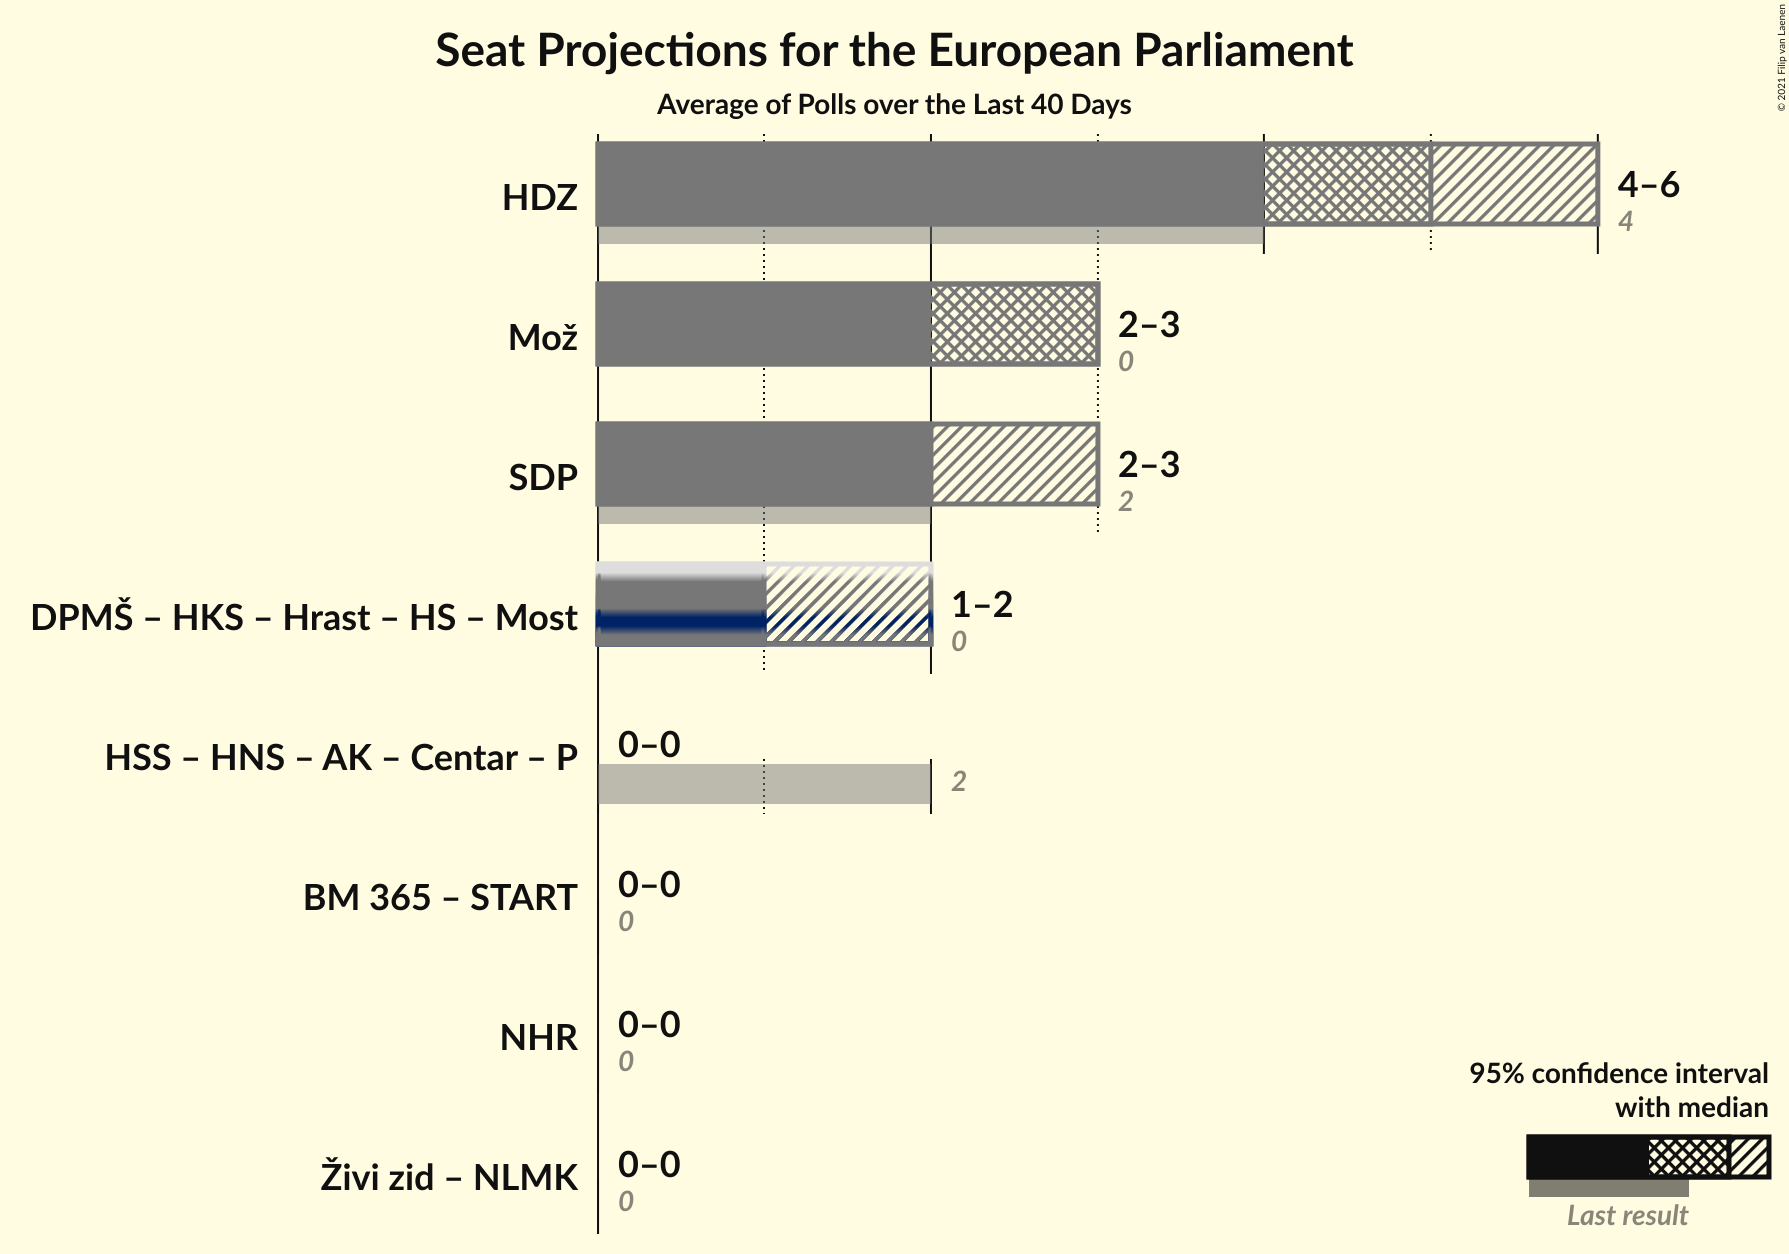 Seat Projections for the European Parliament
Average of Polls over the Last 40 Days
© 2021 Filip van Laenen
HDZ
4–6
4
Mož
2–3
0
SDP
2–3
2
DPMŠ – HKS – Hrast – HS – Most
1–2
0
HSS – HNS – AK – Centar – P
0–0
2
BM 365 – START
0–0
0
NHR
0–0
0
Živi zid – NLMK
0–0
0
95% confidence interval
with median
Last result